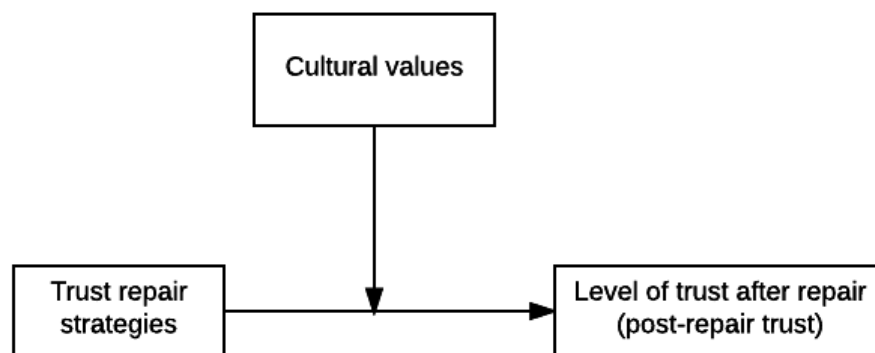 Cultural values
Trust repair
strategies
Level of trust after repair
(post-repair trust)